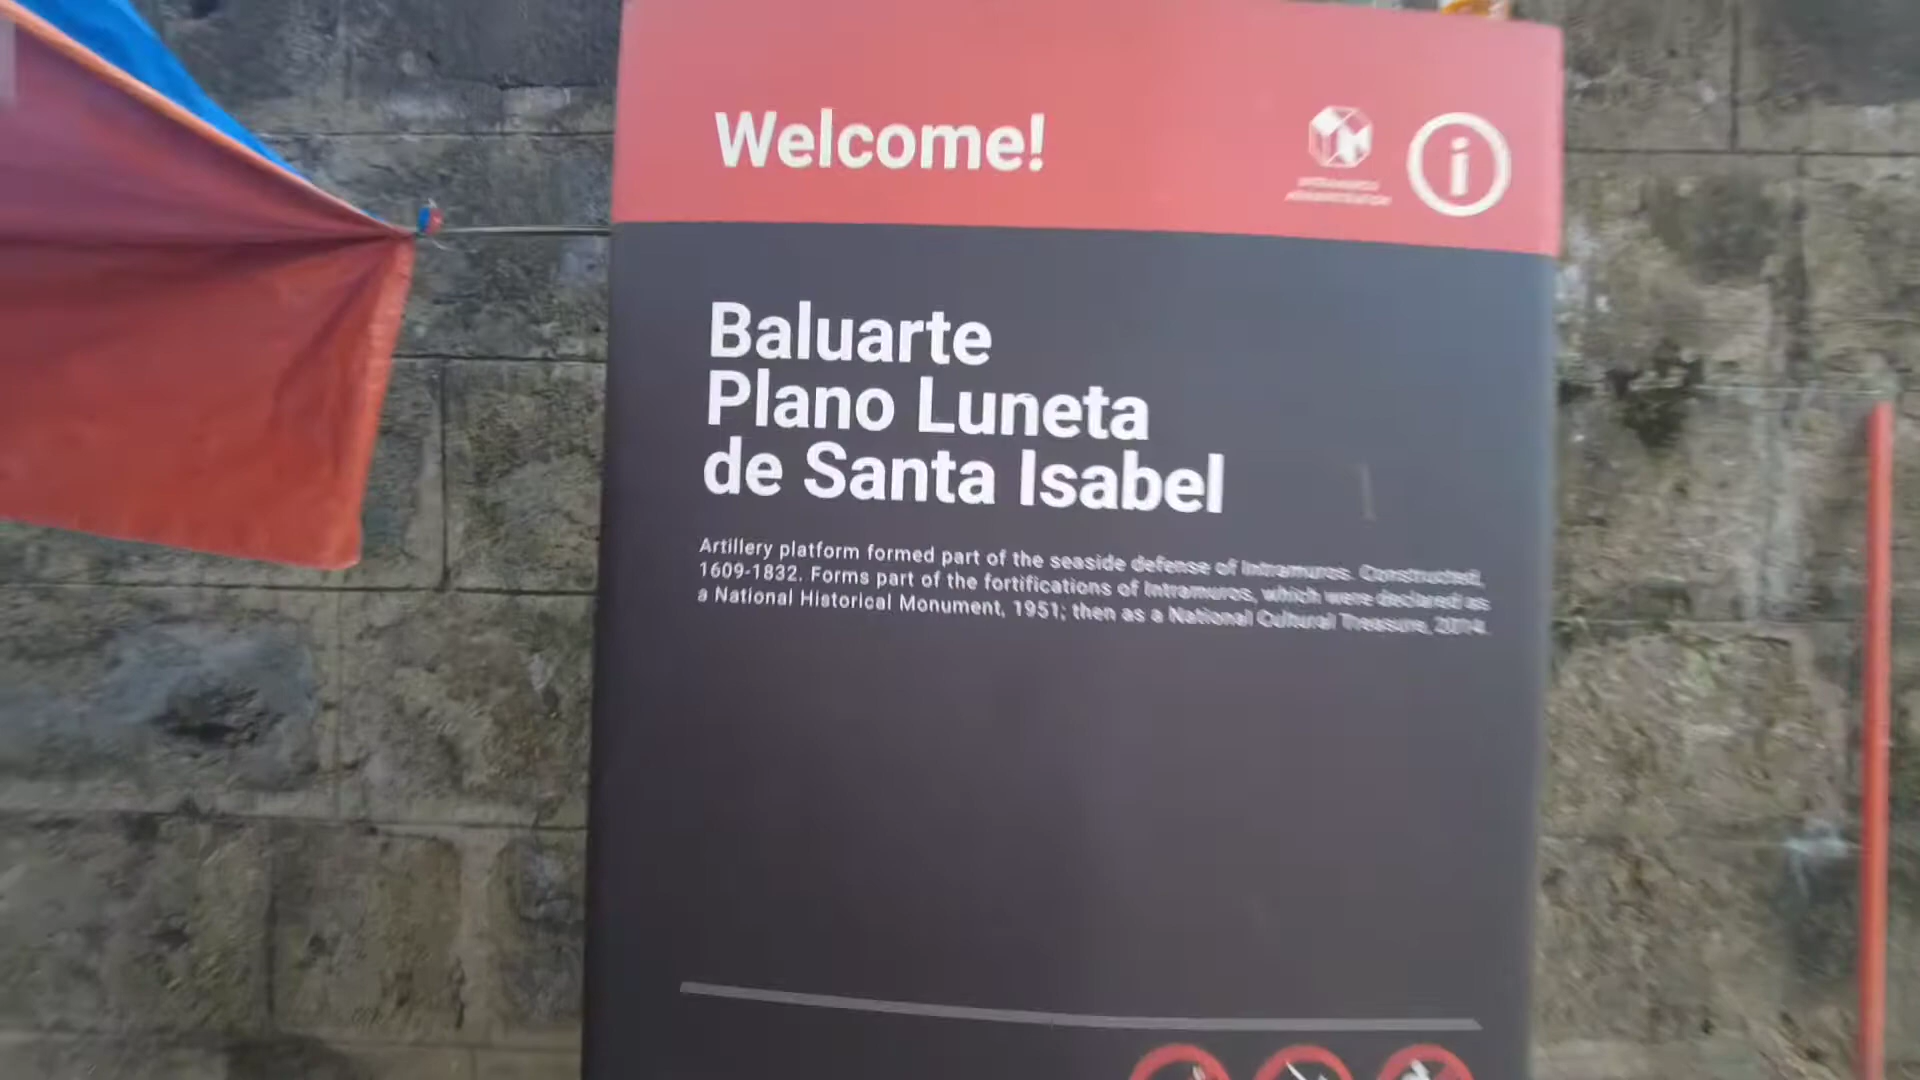 Welcome!
i
INTRAMUROS
ADMINISTRATION
Baluarte
Plano Luneta
de Santa Isabel
Artillery platform formed part of the seaside defense of Intramuros. Constructed,
1609-1832. Forms part of the fortifications of Intramuros, which were declared as
a National Historical Monument, 1951; then as a National Cultural Treasure, 2014.